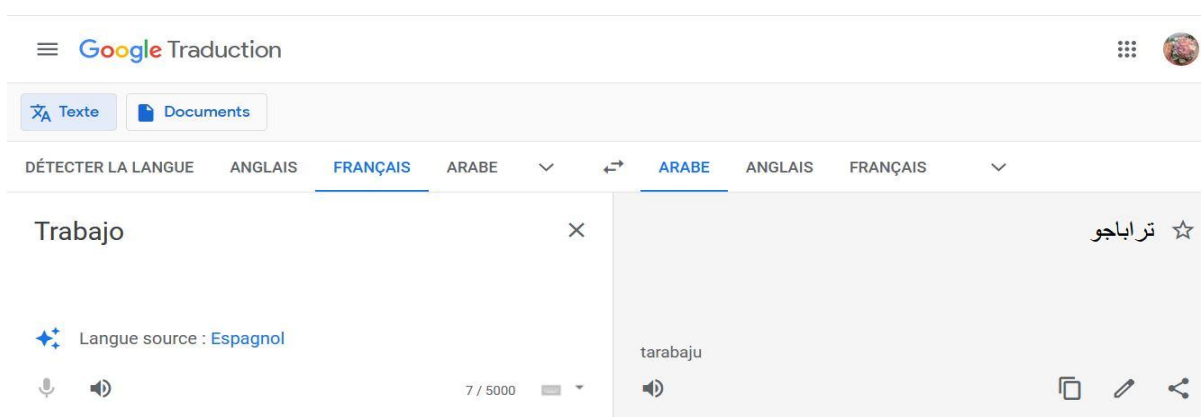 Google Traduction
Texte
Documents
DÉTECTER LA LANGUE ANGLAIS FRANÇAIS ARABE ARABE ANGLAIS FRANÇAIS
Trabajo
تراباجو
Langue source : Espagnol
tarabaju
7 / 5000